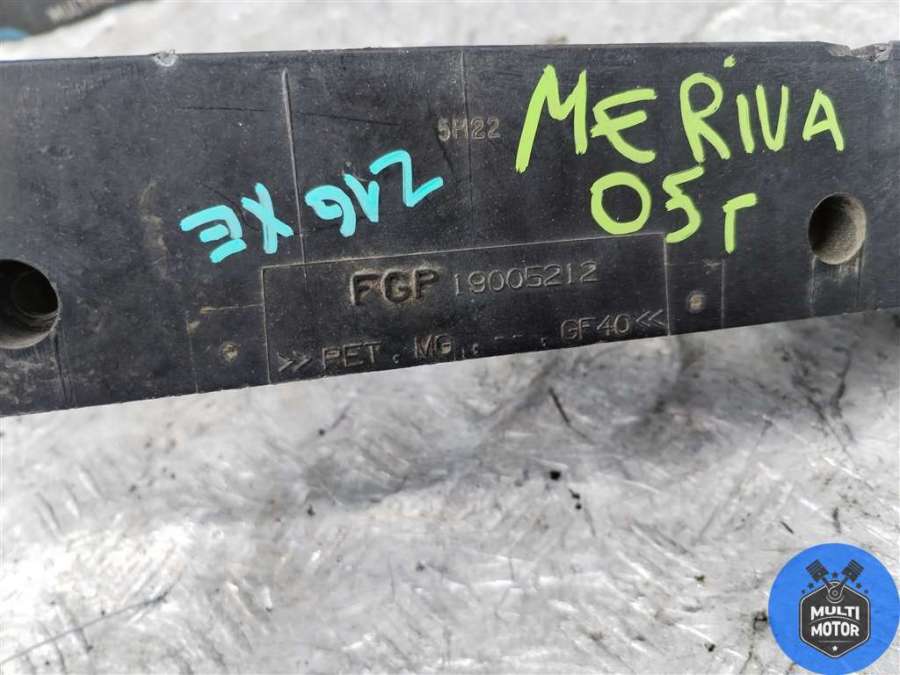 5H22
MERIVA
05г
Z16XE
FGP 19005212
>> PET . MG . -- . GF40 <<
MULTI
MOTOR